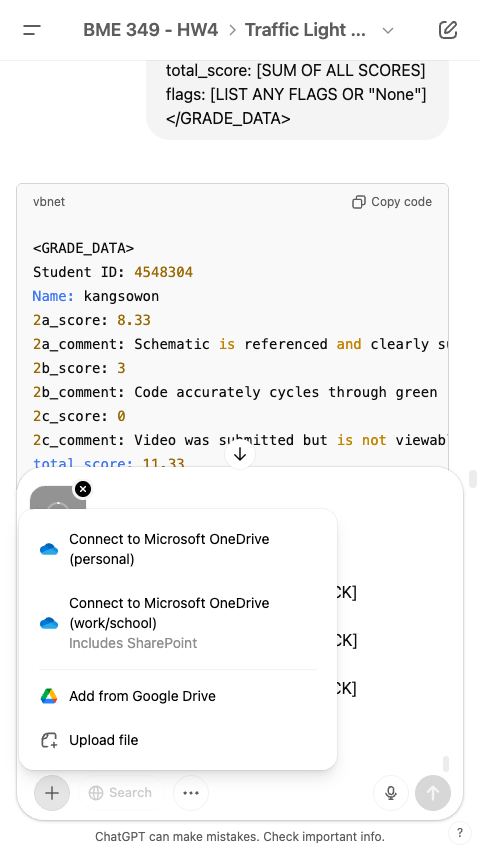 BME 349 - HW4 > Traffic Light ...
total_score: [SUM OF ALL SCORES]
flags: [LIST ANY FLAGS OR "None"]
</GRADE_DATA>
vbnet
Copy code
<GRADE_DATA>
Student ID: 4548304
Name: kangsowon
2a_score: 8.33
2a_comment: Schematic is referenced and clearly su
2b_score: 3
2b_comment: Code accurately cycles through green
2c_score: 0
2c_comment: Video was submitted but is not viewab
total_score: 11.33
Connect to Microsoft OneDrive
(personal)
Connect to Microsoft OneDrive
(work/school)
Includes SharePoint
CK]
CK]
CK]
Add from Google Drive
Upload file
Search
ChatGPT can make mistakes. Check important info.
?